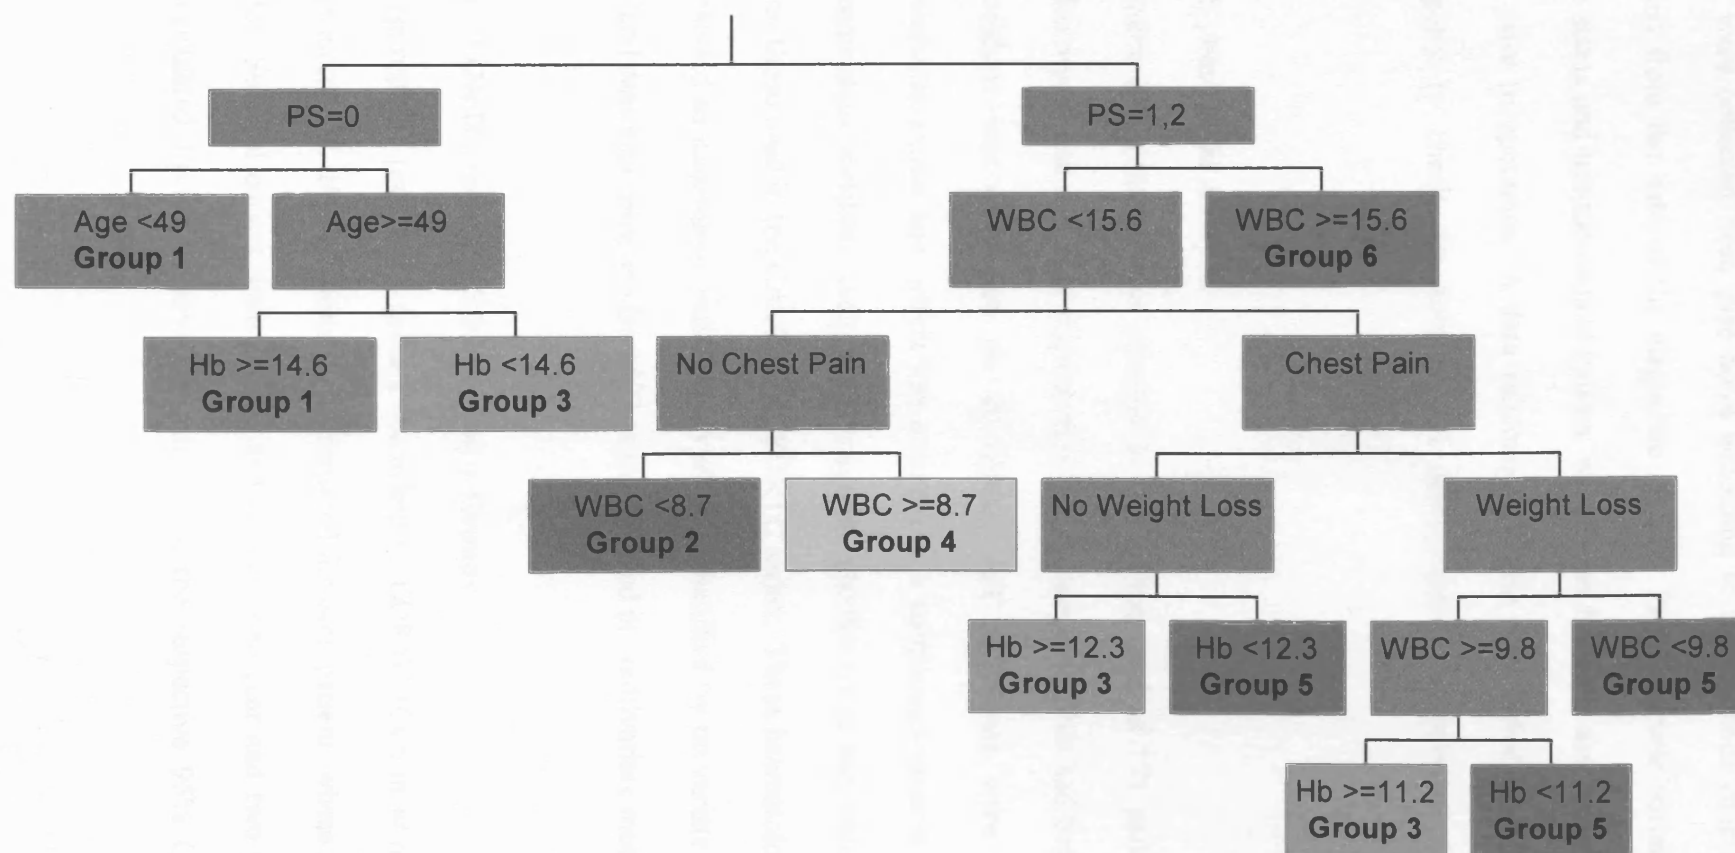 PS=0
PS=1,2
Age <49
Group 1
Age>=49
WBC <15.6
WBC >=15.6
Group 6
Hb >=14.6
Group 1
Hb <14.6
Group 3
No Chest Pain
Chest Pain
WBC <8.7
Group 2
WBC >=8.7
Group 4
No Weight Loss
Weight Loss
Hb >=12.3
Group 3
Hb <12.3
Group 5
WBC >=9.8
WBC <9.8
Group 5
Hb >=11.2
Group 3
Hb <11.2
Group 5